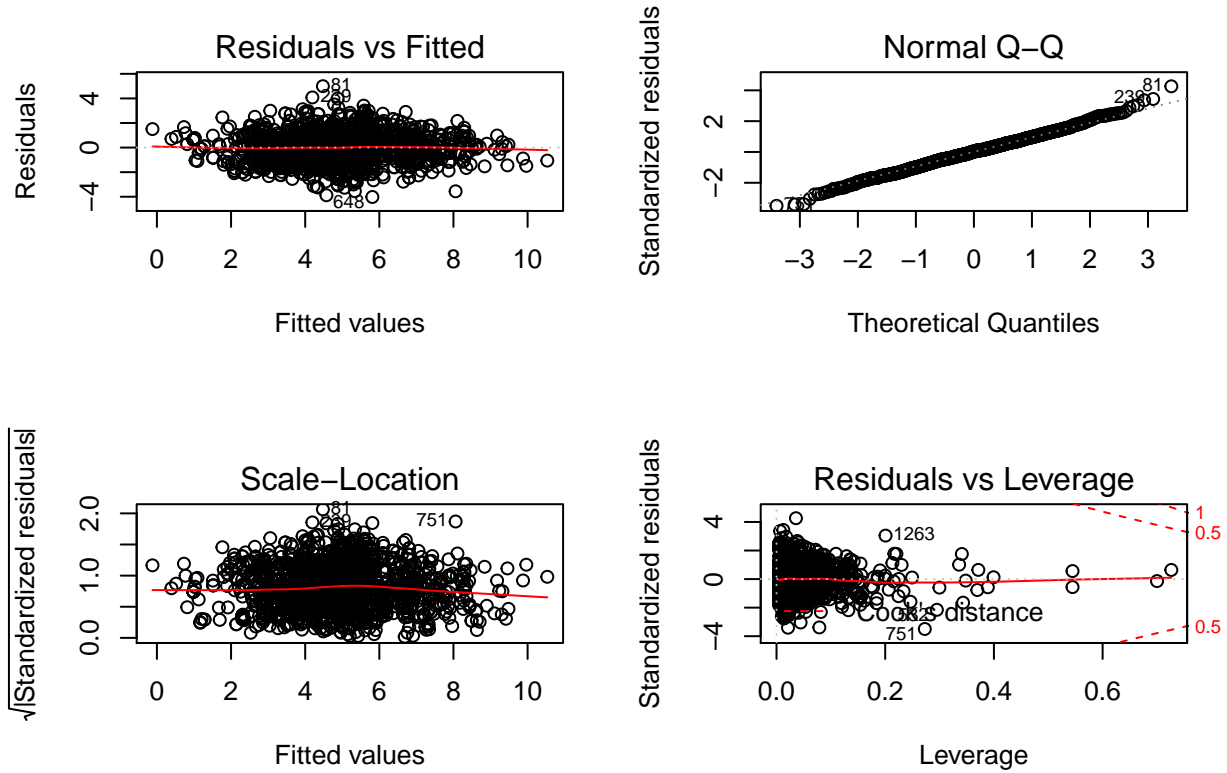 Residuals vs Fitted
Residuals
4
0
−4
81
648
0 2 4 6 8 10
Fitted values
Normal Q−Q
Standardized residuals
2
−2
81
239
−3 −2 −1 0 1 2 3
Theoretical Quantiles
Scale−Location
√|Standardized residuals|
2.0
1.0
0.0
81
751
0 2 4 6 8 10
Fitted values
Residuals vs Leverage
Standardized residuals
4
0
−4
1263
751
Cook's distance
1
0.5
0.5
0.0 0.2 0.4 0.6
Leverage